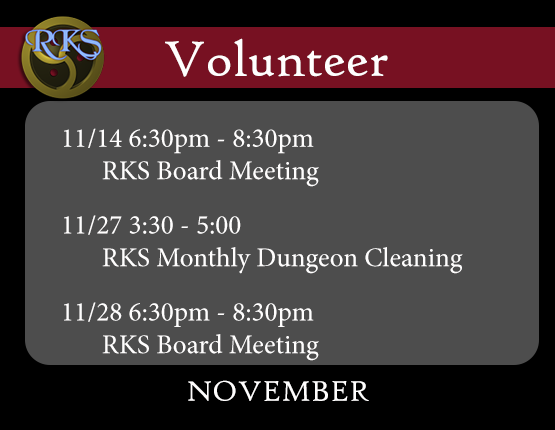 RKS
Volunteer
11/14 6:30pm - 8:30pm
RKS Board Meeting
11/27 3:30 - 5:00
RKS Monthly Dungeon Cleaning
11/28 6:30pm - 8:30pm
RKS Board Meeting
NOVEMBER